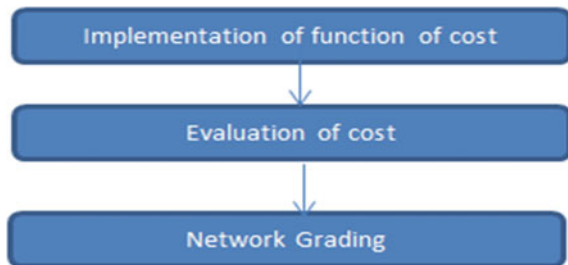 Implementation of function of cost
Evaluation of cost
Network Grading